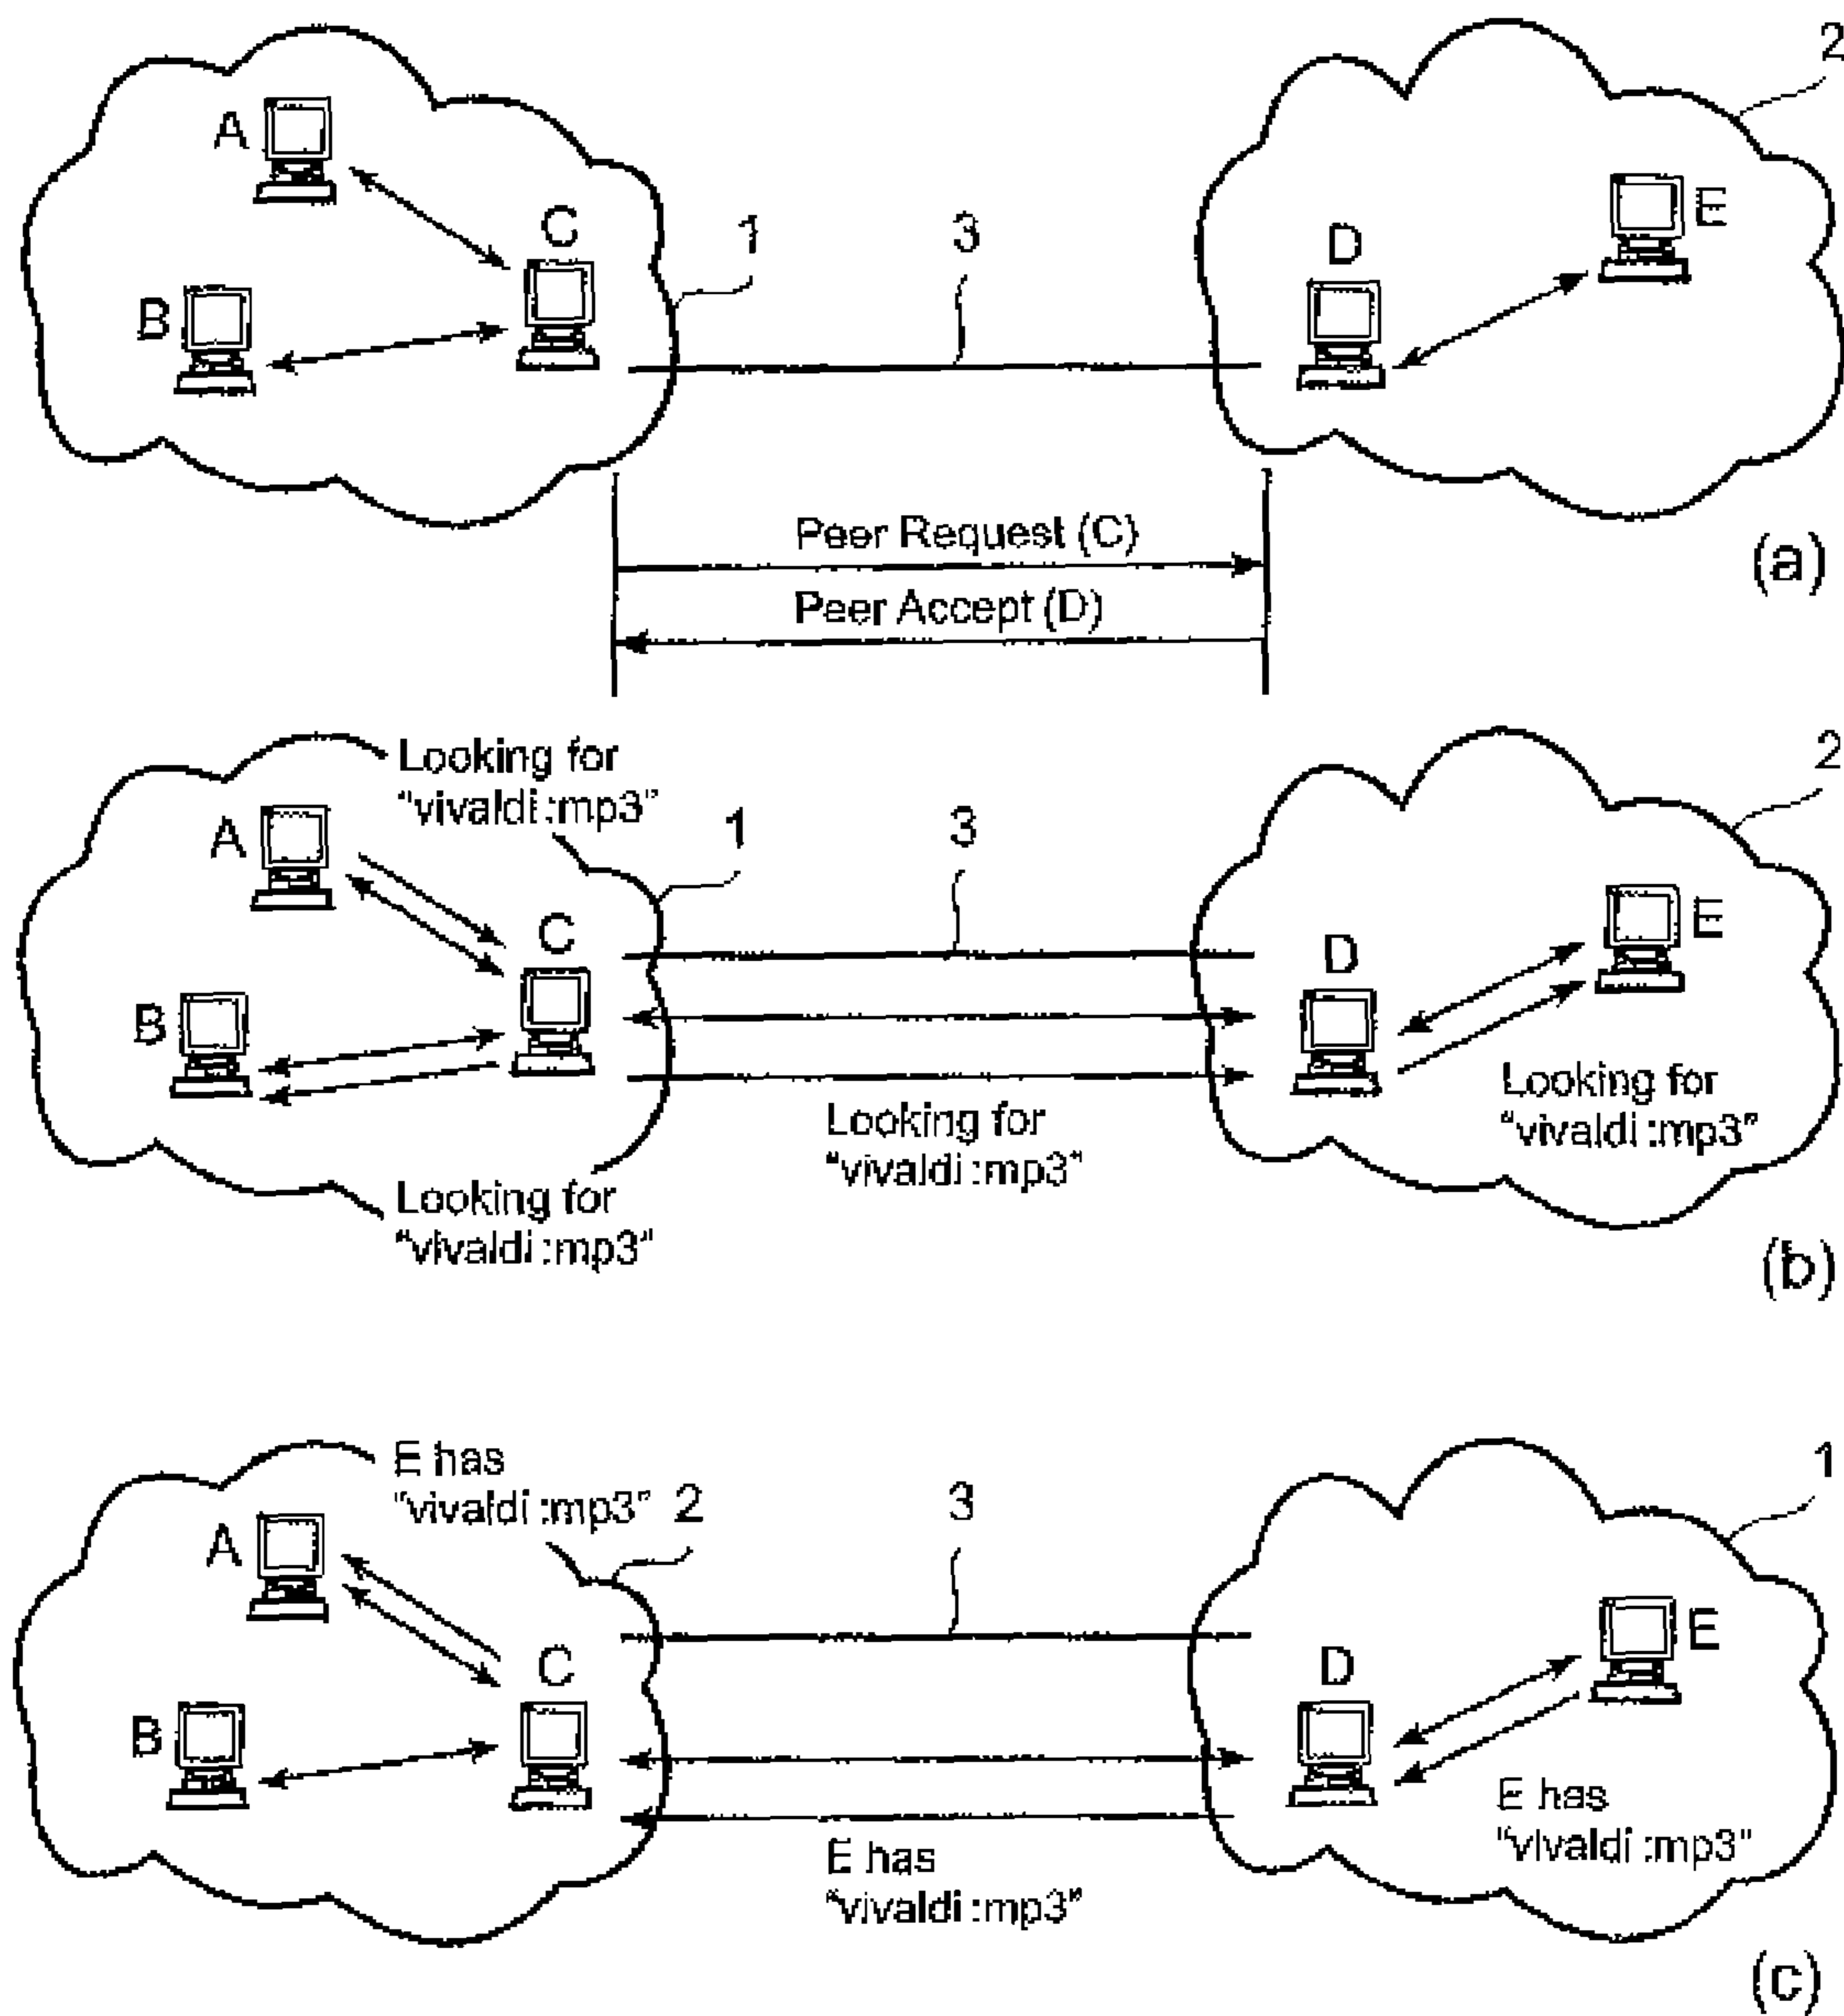 2
A
C
1
3
E
D
B
Peer Request (C)
(a)
Peer Accept (D)
Looking for
"vivaldi :mp3"
2
A
1
3
C
E
D
B
Looking for
"vivaldi :mp3"
Looking for
"vivaldi :mp3"
Looking for
"vivaldi :mp3"
(b)
E has
"vivaldi :mp3"
1
2
3
A
E
C
D
B
E has
"vivaldi :mp3"
E has
"vivaldi :mp3"
(c)